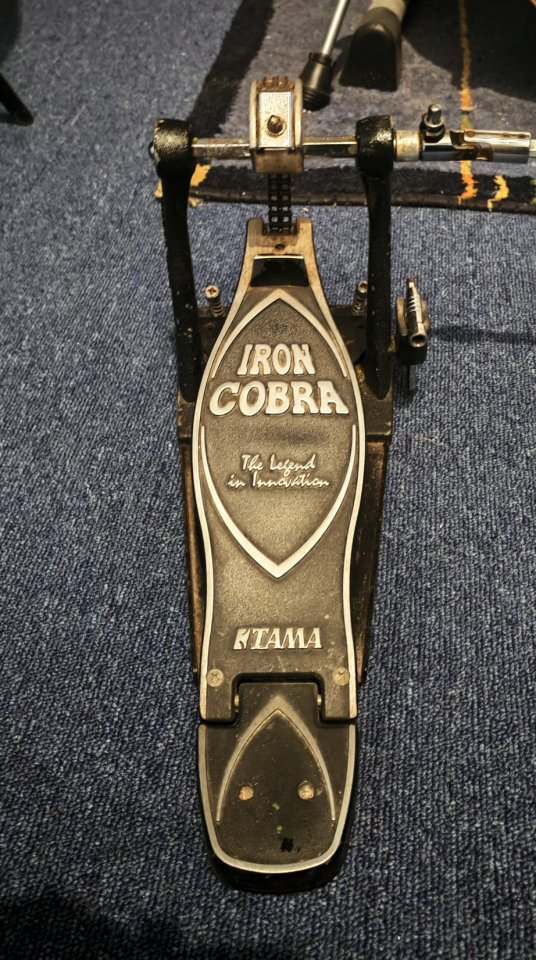 IRON
COBRA
The Legend
in Innovation
TAMA